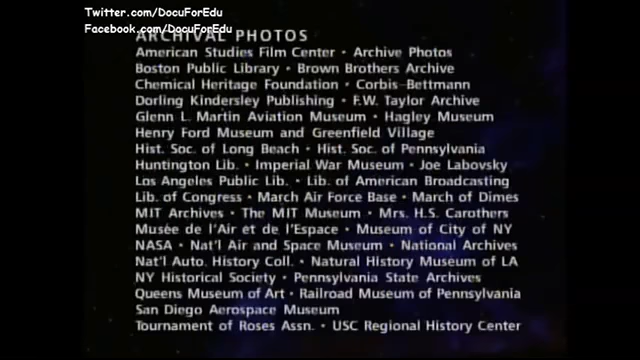 Twitter.com/DocuForEdu
Facebook.com/DocuForEdu
ARCHIVAL PHOTOS
American Studies Film Center • Archive Photos
Boston Public Library • Brown Brothers Archive
Chemical Heritage Foundation • Corbis-Bettmann
Dorling Kindersley Publishing • F.W. Taylor Archive
Glenn L. Martin Aviation Museum • Hagley Museum
Henry Ford Museum and Greenfield Village
Hist. Soc. of Long Beach • Hist. Soc. of Pennsylvania
Huntington Lib. • Imperial War Museum • Joe Labovsky
Los Angeles Public Lib. • Lib. of American Broadcasting
Lib. of Congress • March Air Force Base • March of Dimes
MIT Archives • The MIT Museum • Mrs. H.S. Carothers
Musée de l'Air et de l'Espace • Museum of City of NY
NASA • Nat'l Air and Space Museum • National Archives
Nat'l Auto. History Coll. • Natural History Museum of LA
NY Historical Society • Pennsylvania State Archives
Queens Museum of Art • Railroad Museum of Pennsylvania
San Diego Aerospace Museum
Tournament of Roses Assn. • USC Regional History Center